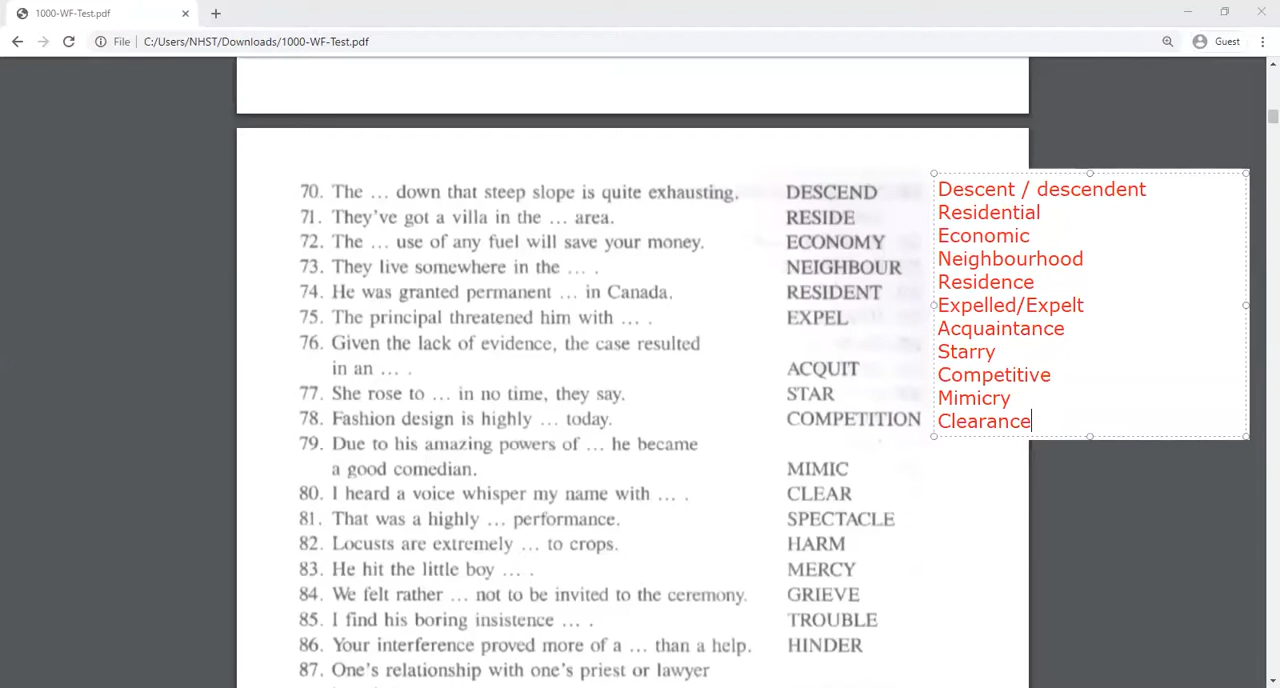 1000-WF-Test.pdf
File | C:/Users/NHST/Downloads/1000-WF-Test.pdf
Guest
70. The ... down that steep slope is quite exhausting. DESCEND
71. They've got a villa in the ... area. RESIDE
72. The ... use of any fuel will save your money. ECONOMY
73. They live somewhere in the ... . NEIGHBOUR
74. He was granted permanent ... in Canada. RESIDENT
75. The principal threatened him with ... . EXPEL
76. Given the lack of evidence, the case resulted
in an ... . ACQUIT
77. She rose to ... in no time, they say. STAR
78. Fashion design is highly ... today. COMPETITION
79. Due to his amazing powers of ... he became
a good comedian. MIMIC
80. I heard a voice whisper my name with ... . CLEAR
81. That was a highly ... performance. SPECTACLE
82. Locusts are extremely ... to crops. HARM
83. He hit the little boy ... . MERCY
84. We felt rather ... not to be invited to the ceremony. GRIEVE
85. I find his boring insistence ... . TROUBLE
86. Your interference proved more of a ... than a help. HINDER
87. One's relationship with one's priest or lawyer
Descent / descendent
Residential
Economic
Neighbourhood
Residence
Expelled/Expelt
Acquaintance
Starry
Competitive
Mimicry
Clearance